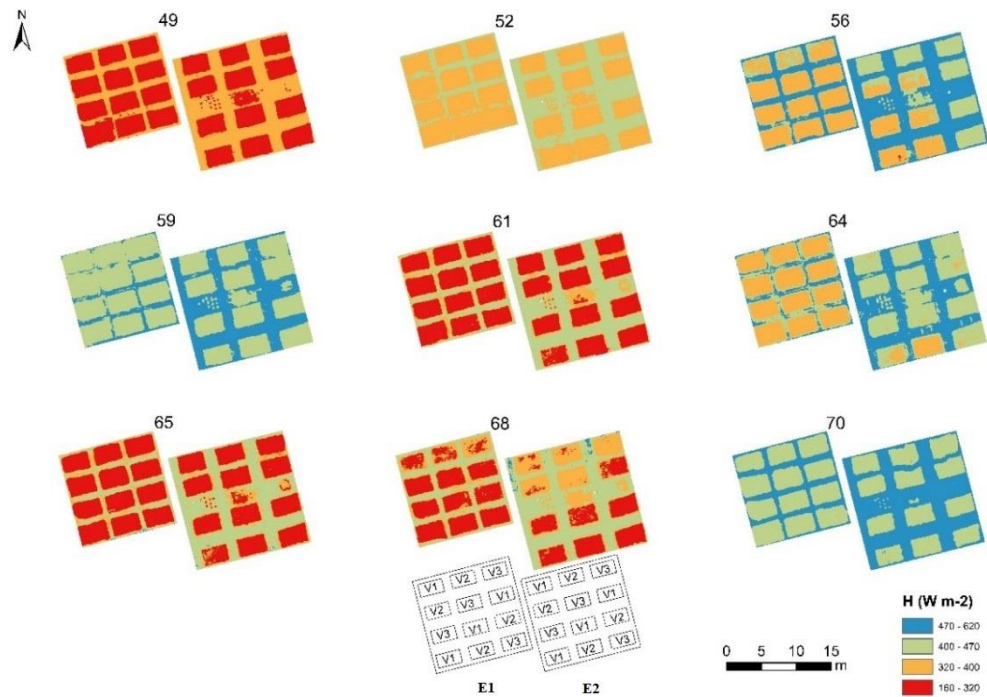 N
49
52
56
59
61
64
65
68
70
V1 V2 V3 V1 V2 V3
V2 V3 V1 V2 V3 V1
V3 V1 V2 V3 V1 V2
V1 V2 V3 V1 V2 V3
E1 E2
H (W m-2)
470 - 620
400 - 470
320 - 400
160 - 320
0 5 10 15
m